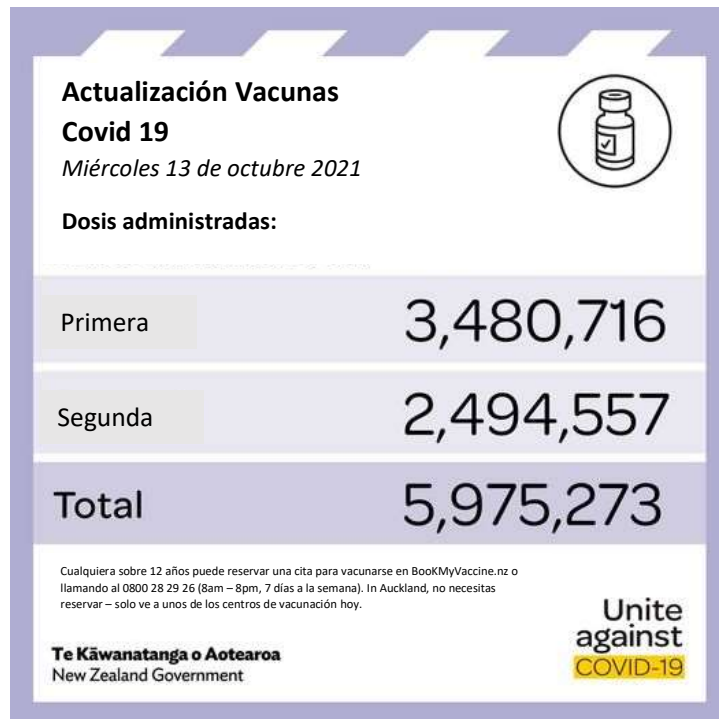 Actualización Vacunas
Covid 19
Miércoles 13 de octubre 2021
Dosis administradas:
Primera 3,480,716
Segunda 2,494,557
Total 5,975,273
Cualquiera sobre 12 años puede reservar una cita para vacunarse en BooKMyVaccine.nz o
llamando al 0800 28 29 26 (8am – 8pm, 7 días a la semana). In Auckland, no necesitas
reservar – solo ve a unos de los centros de vacunación hoy.
Te Kāwanatanga o Aotearoa
New Zealand Government
Unite
against
COVID-19